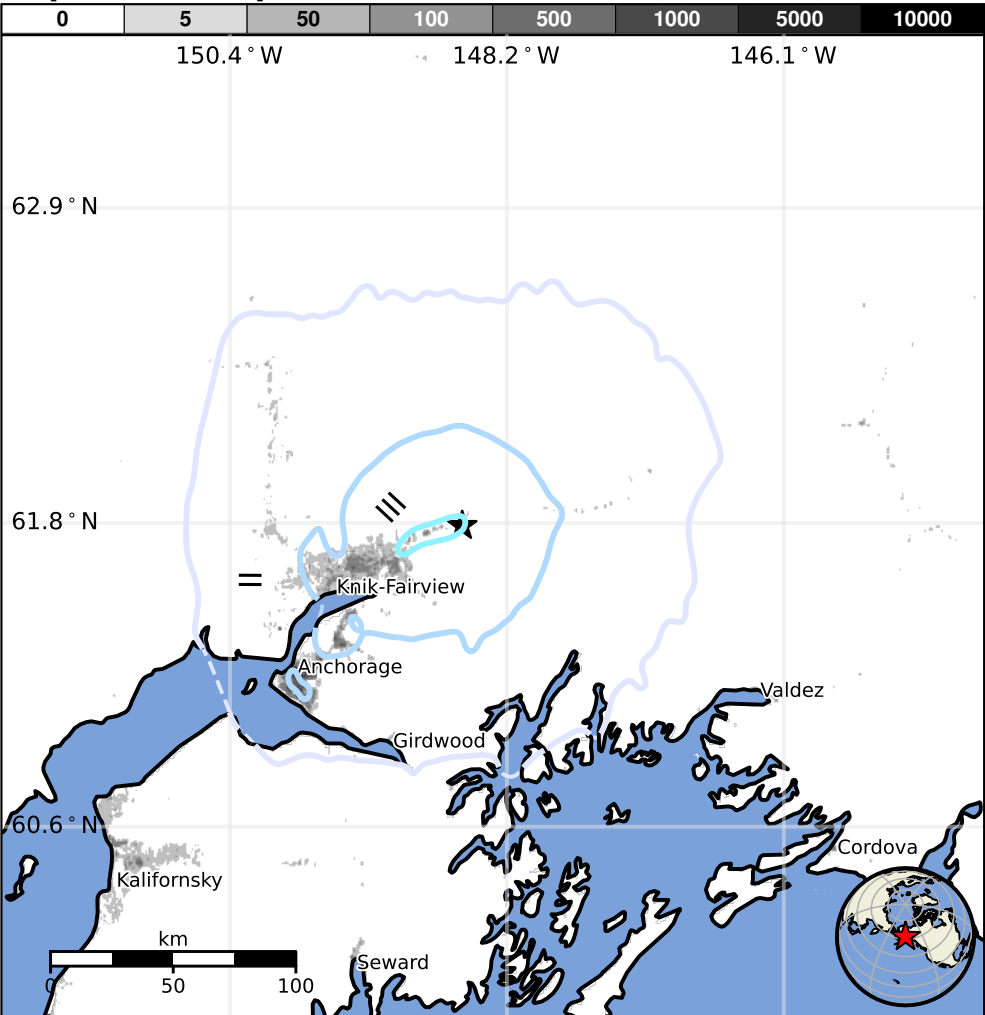 0 5 50 100 500 1000 5000 10000
150.4°W 148.2°W 146.1°W
62.9°N
61.8°N
III
II
Knik-Fairview
Anchorage
Valdez
Girdwood
60.6°N
Cordova
Kalifornsky
km
Seward
0 50 100